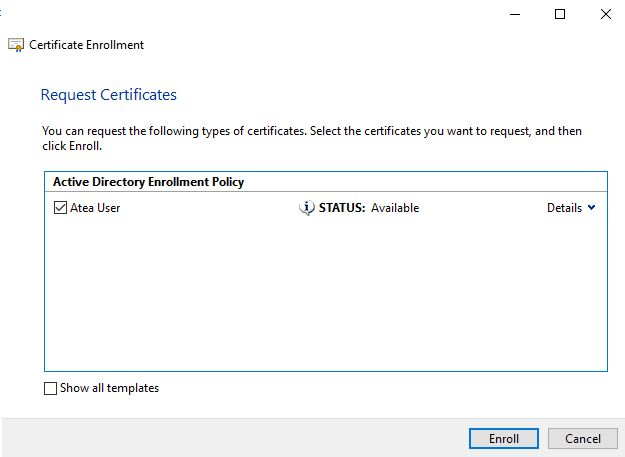 Certificate Enrollment
Request Certificates
You can request the following types of certificates. Select the certificates you want to request, and then
click Enroll.
Active Directory Enrollment Policy
Atea User
STATUS: Available
Details
Show all templates
Enroll
Cancel